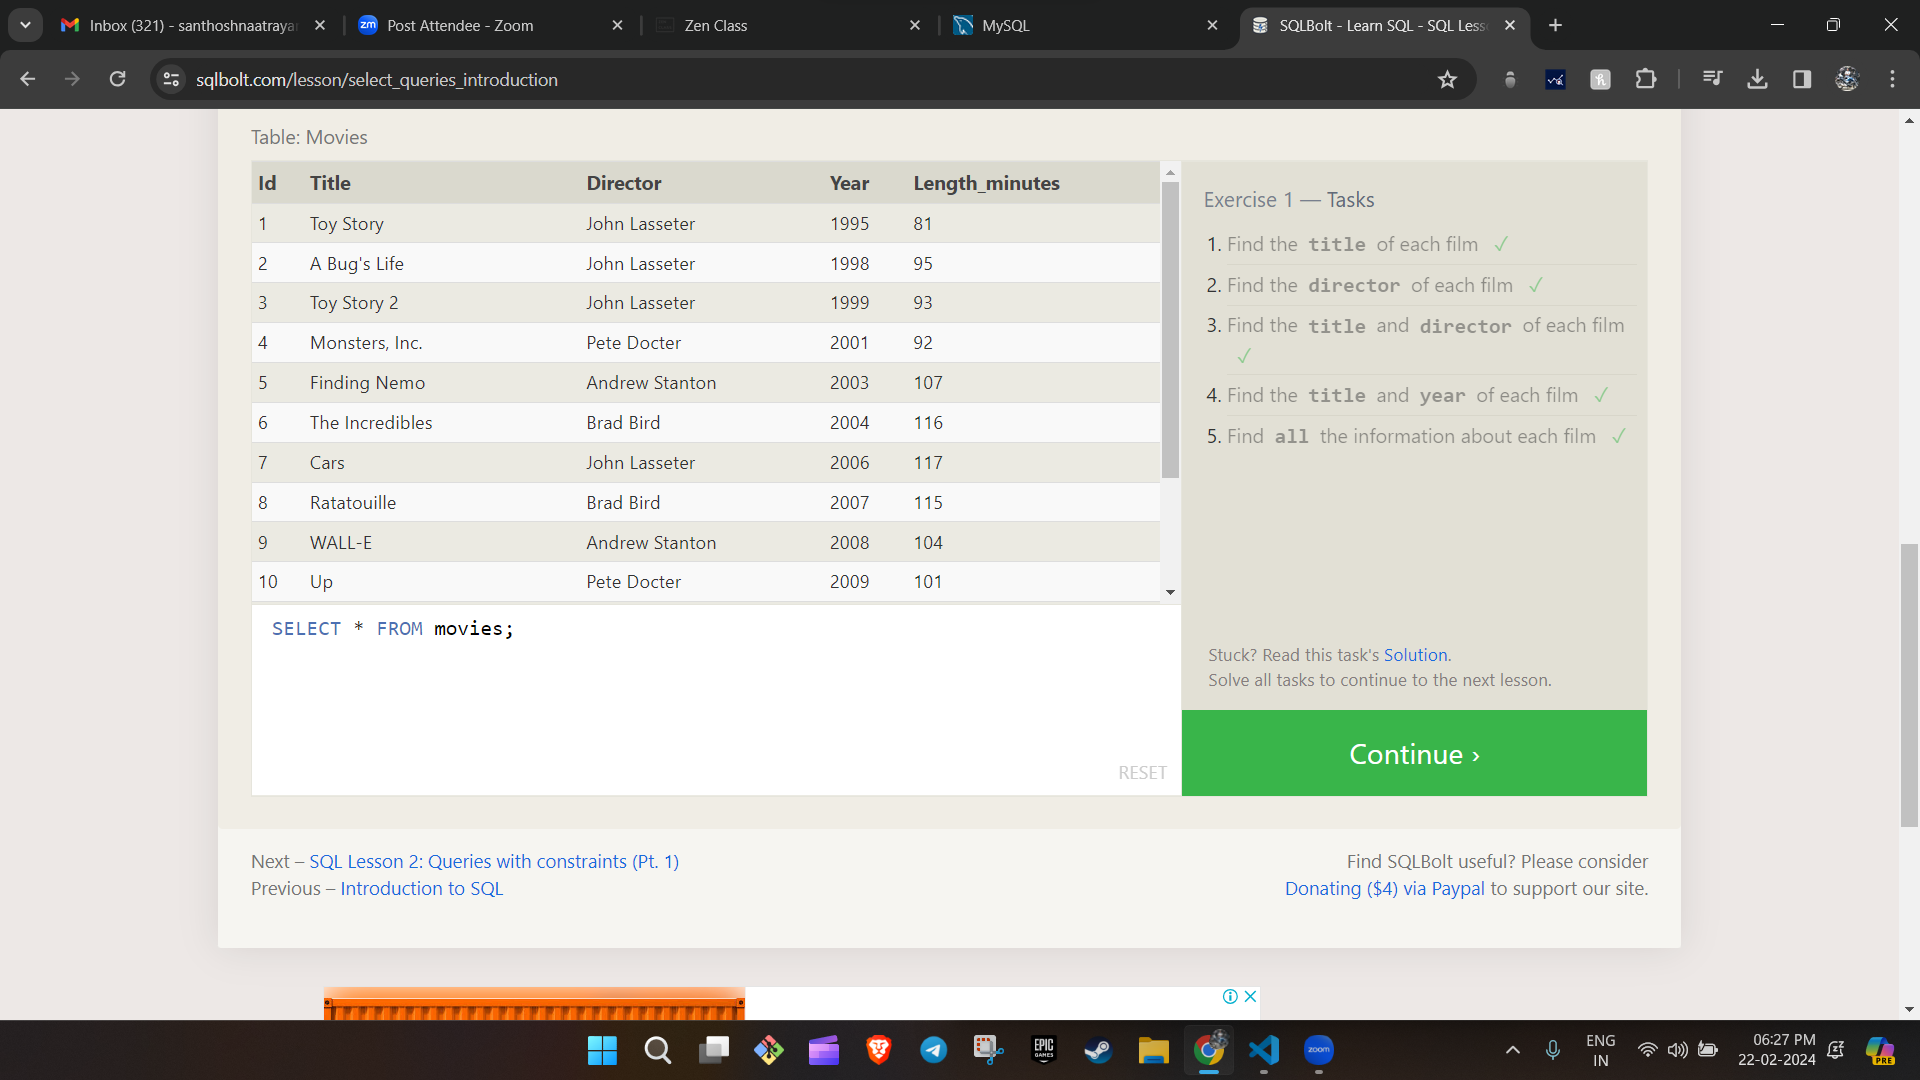 Inbox (321) - santhoshnaatraya
Post Attendee - Zoom
Zen Class
MySQL
SQLBolt - Learn SQL - SQL Less
sqlbolt.com/lesson/select_queries_introduction
Table: Movies
Id Title Director Year Length_minutes
1 Toy Story John Lasseter 1995 81
2 A Bug's Life John Lasseter 1998 95
3 Toy Story 2 John Lasseter 1999 93
4 Monsters, Inc. Pete Docter 2001 92
5 Finding Nemo Andrew Stanton 2003 107
6 The Incredibles Brad Bird 2004 116
7 Cars John Lasseter 2006 117
8 Ratatouille Brad Bird 2007 115
9 WALL-E Andrew Stanton 2008 104
10 Up Pete Docter 2009 101
SELECT * FROM movies;
RESET
Exercise 1 — Tasks
1. Find the title of each film ✓
2. Find the director of each film ✓
3. Find the title and director of each film
✓
4. Find the title and year of each film ✓
5. Find all the information about each film ✓
Stuck? Read this task's Solution.
Solve all tasks to continue to the next lesson.
Continue ›
Next – SQL Lesson 2: Queries with constraints (Pt. 1)
Previous – Introduction to SQL
Find SQLBolt useful? Please consider
Donating ($4) via Paypal to support our site.
EPIC
GAMES
zoom
ENG
IN
06:27 PM
22-02-2024
PRE